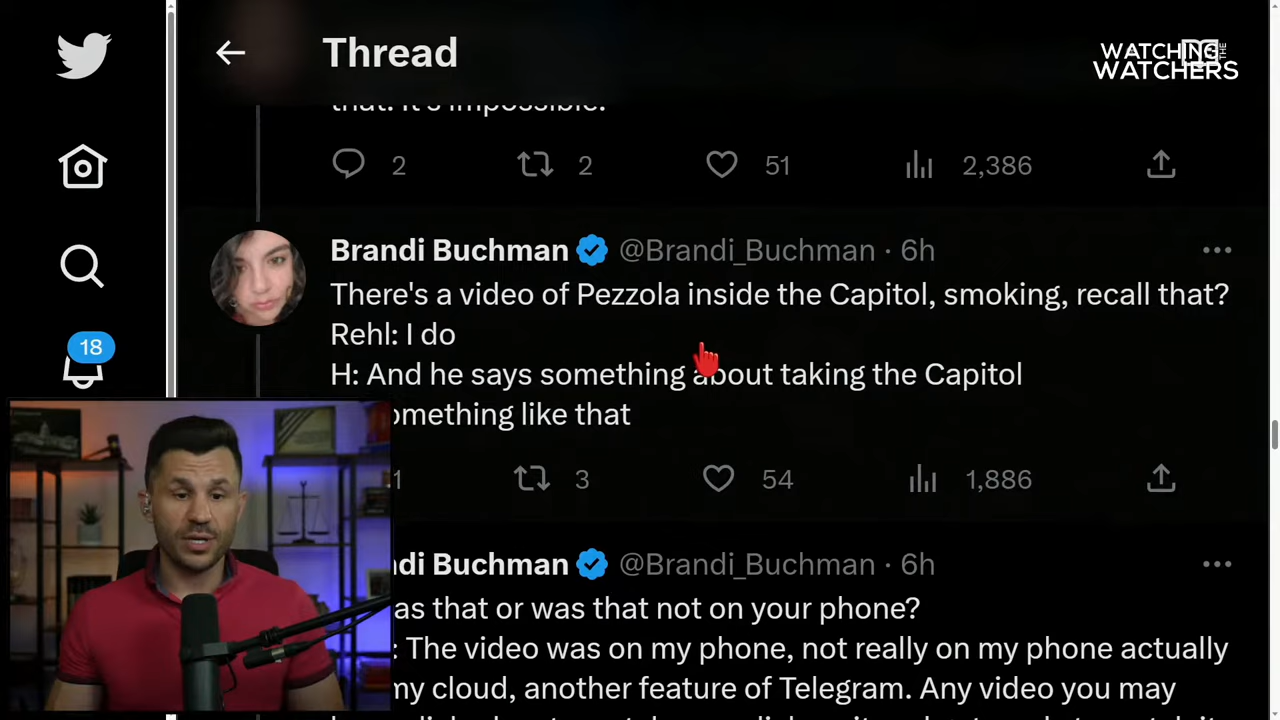 Thread
WATCHING THE
WATCHERS
that. It's impossible.
2 2 51 2,386
Brandi Buchman @Brandi_Buchman · 6h
There's a video of Pezzola inside the Capitol, smoking, recall that?
Rehl: I do
H: And he says something about taking the Capitol
omething like that
1 3 54 1,886
18
ndi Buchman @Brandi_Buchman · 6h
as that or was that not on your phone?
: The video was on my phone, not really on my phone actually
my cloud, another feature of Telegram. Any video you may